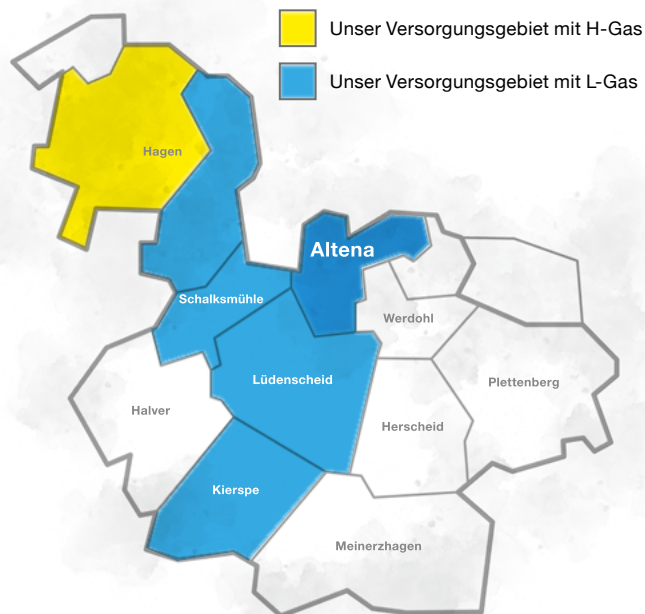 Unser Versorgungsgebiet mit H-Gas
Unser Versorgungsgebiet mit L-Gas
Hagen
Altena
Schalksmühle
Werdohl
Lüdenscheid
Plettenberg
Halver
Herscheid
Kierspe
Meinerzhagen